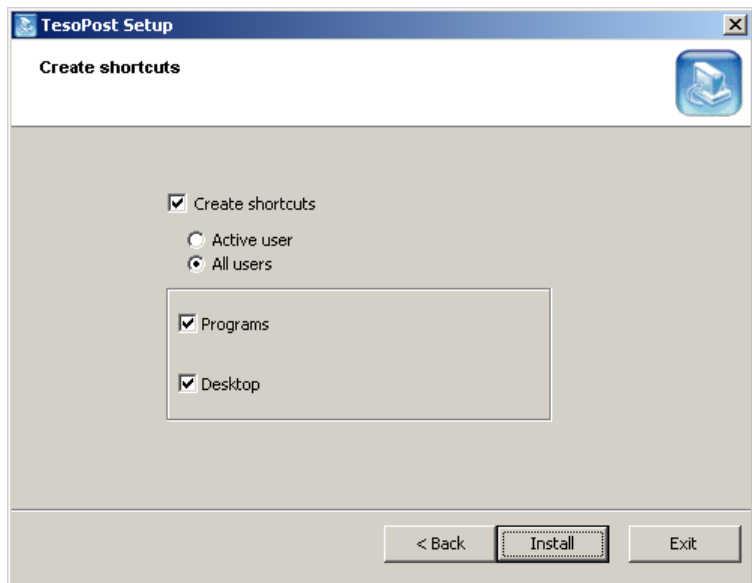 TesoPost Setup
Create shortcuts
Create shortcuts
Active user
All users
Programs
Desktop
< Back Install Exit